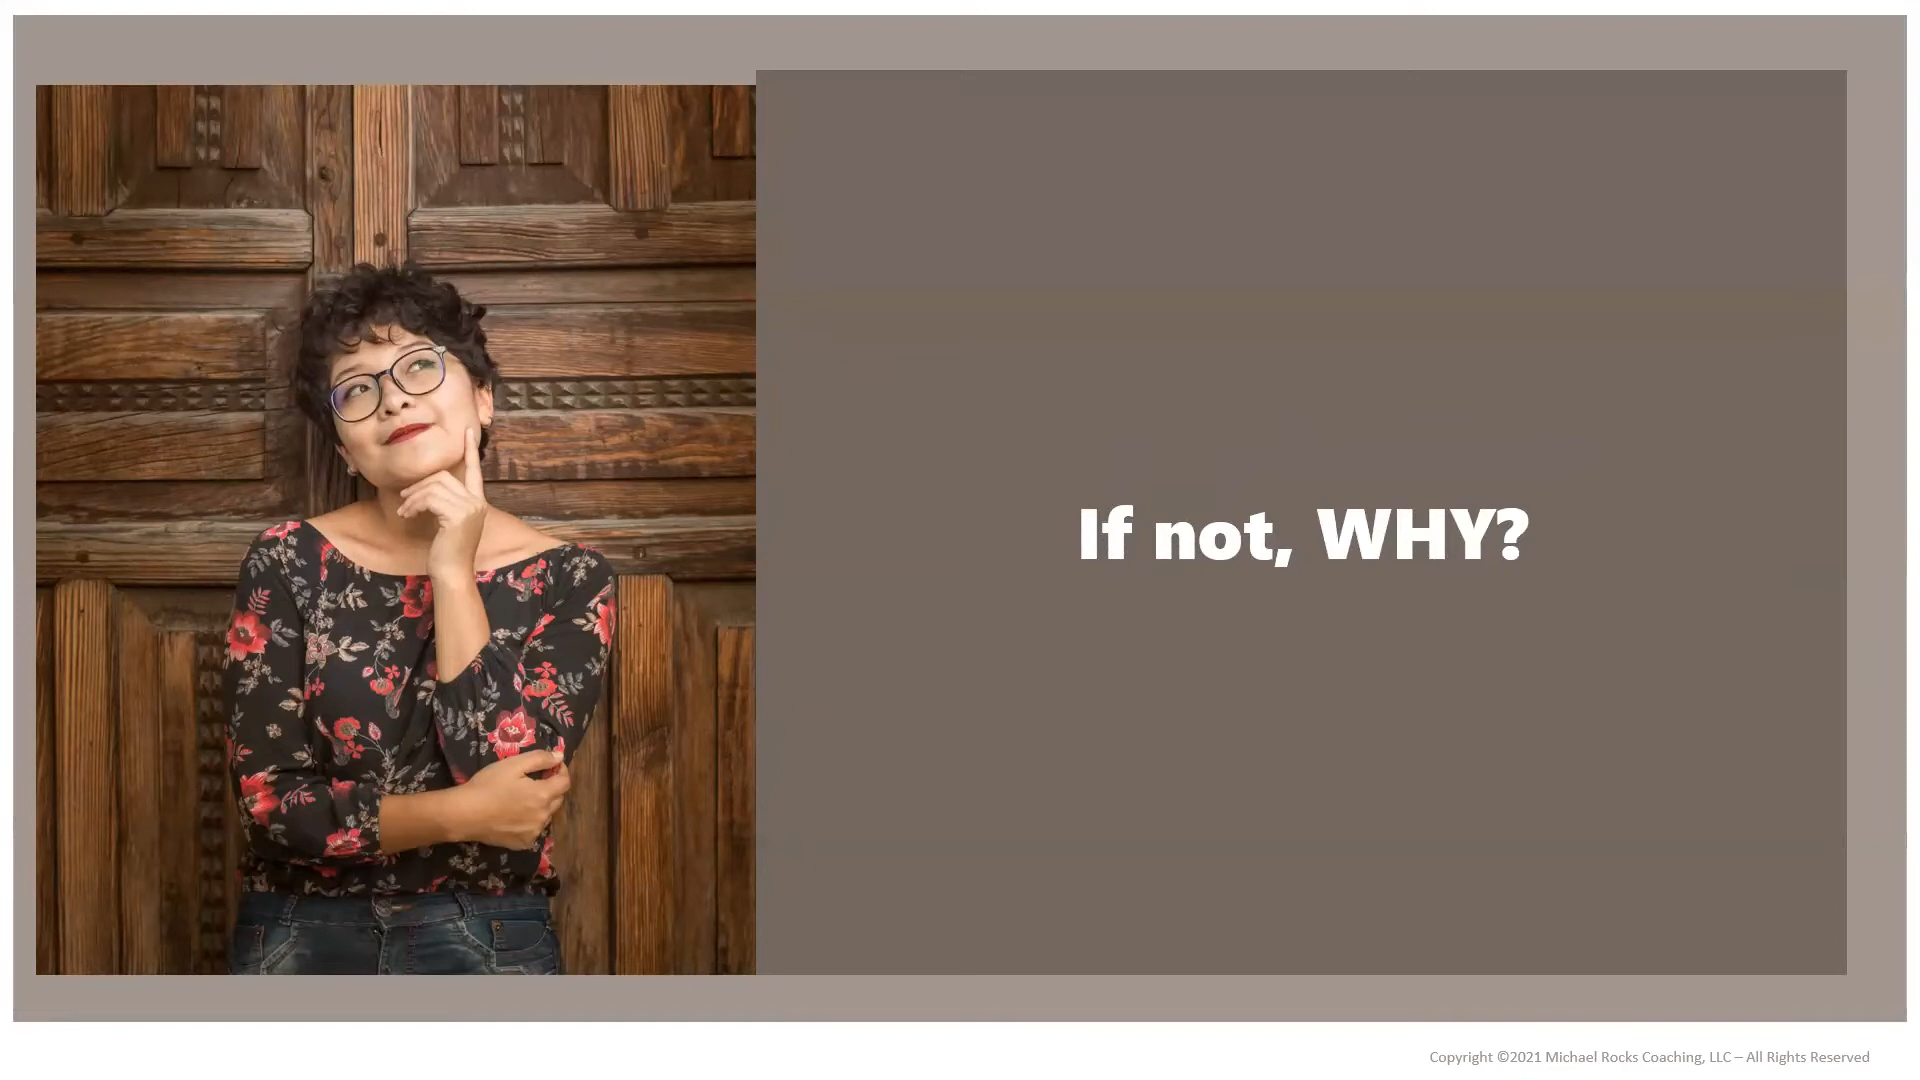 If not, WHY?
Copyright ©2021 Michael Rocks Coaching, LLC – All Rights Reserved